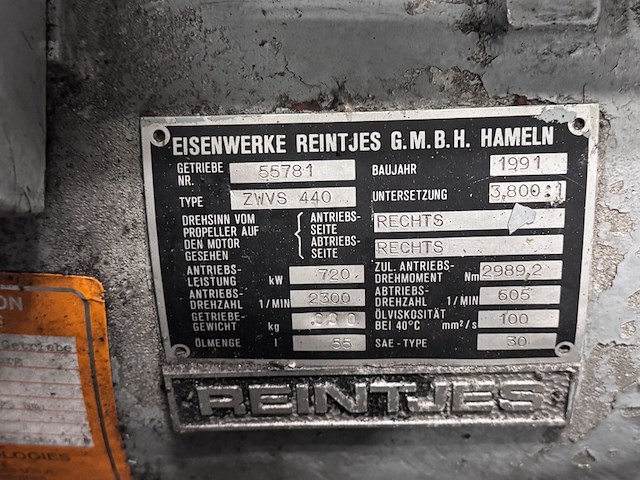 EISENWERKE REINTJES G.M.B.H. HAMELN
GETRIEBE NR. 55781 BAUJAHR 1991
TYPE ZWVS 440 UNTERSETZUNG 3,800:1
DREHSINN VOM PROPELLER AUF DEN MOTOR GESEHEN
ANTRIEBS-SEITE RECHTS
ABTRIEBS-SEITE RECHTS
ANTRIEBS-LEISTUNG kW 720 ZUL. ANTRIEBS-DREHMOMENT Nm 2989,2
ANTRIEBS-DREHZAHL 1/MIN 2300 ABTRIEBS-DREHZAHL 1/MIN 605
GETRIEBE-GEWICHT kg 330 ÖLVISKOSITÄT BEI 40°C mm²/s 100
ÖLMENGE l 55 SAE-TYPE 30
REINTJES
Getriebe